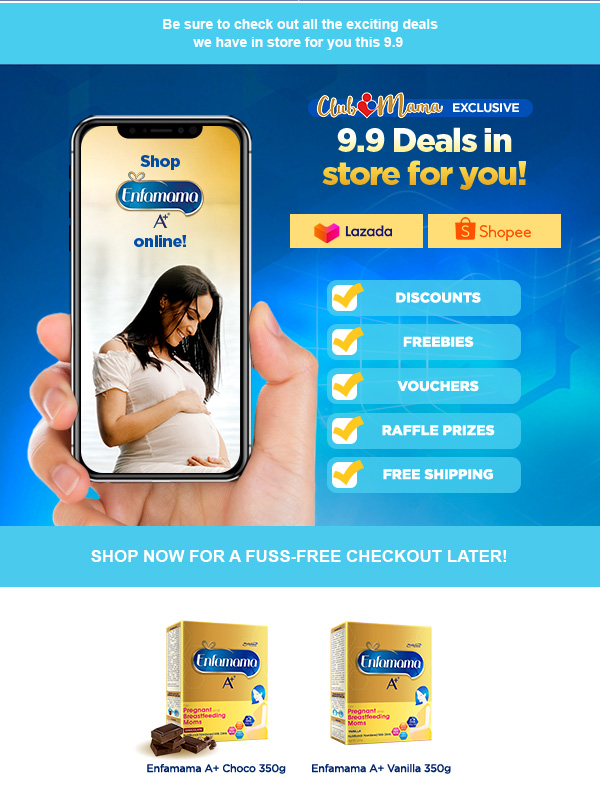 Be sure to check out all the exciting deals
we have in store for you this 9.9
Club Mama EXCLUSIVE
9.9 Deals in
store for you!
Lazada
Shopee
Shop
Enfamama
A+
online!
DISCOUNTS
FREEBIES
VOUCHERS
RAFFLE PRIZES
FREE SHIPPING
SHOP NOW FOR A FUSS-FREE CHECKOUT LATER!
Enfamama
A+
Pregnant and
Breastfeeding
Moms
CHOCOLATE
Enfamama
A+
Pregnant and
Breastfeeding
Moms
VANILLA
Enfamama A+ Choco 350g
Enfamama A+ Vanilla 350g